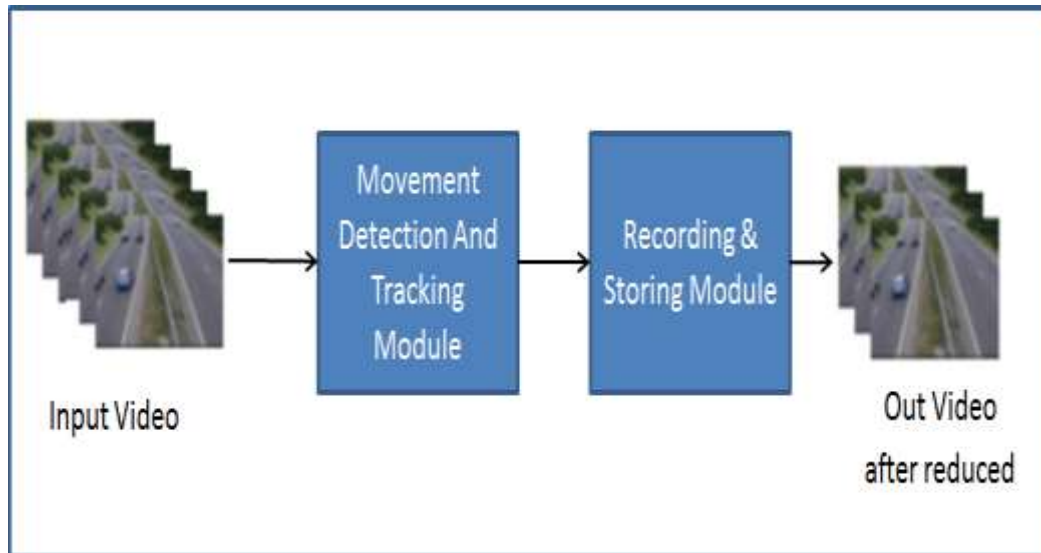 Input Video
Movement
Detection And
Tracking
Module
Recording &
Storing Module
Out Video
after reduced